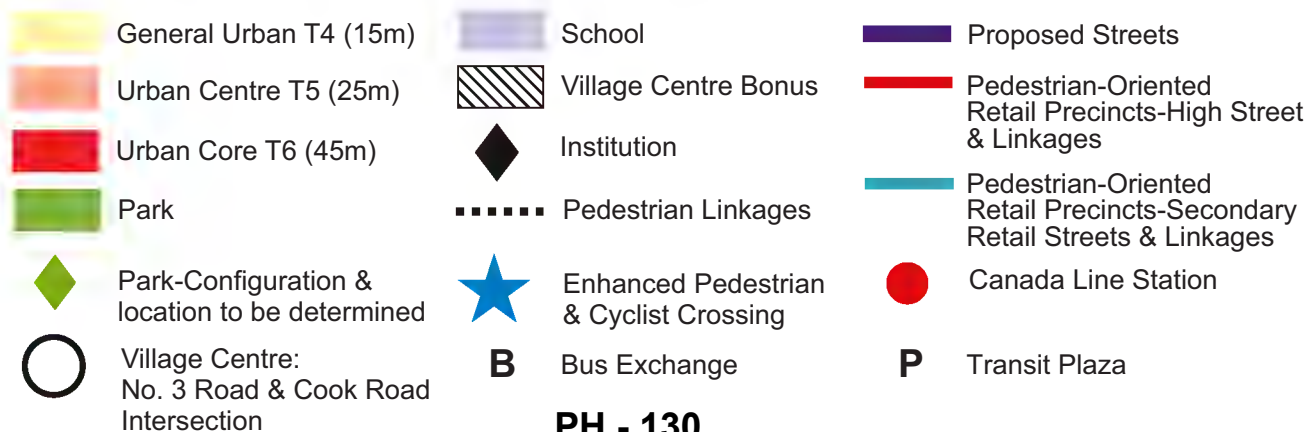 General Urban T4 (15m)
Urban Centre T5 (25m)
Urban Core T6 (45m)
Park
Park-Configuration &
location to be determined
Village Centre:
No. 3 Road & Cook Road
Intersection
School
Village Centre Bonus
Institution
Pedestrian Linkages
Enhanced Pedestrian
& Cyclist Crossing
B Bus Exchange
Proposed Streets
Pedestrian-Oriented
Retail Precincts-High Street
& Linkages
Pedestrian-Oriented
Retail Precincts-Secondary
Retail Streets & Linkages
Canada Line Station
P Transit Plaza
PH - 130